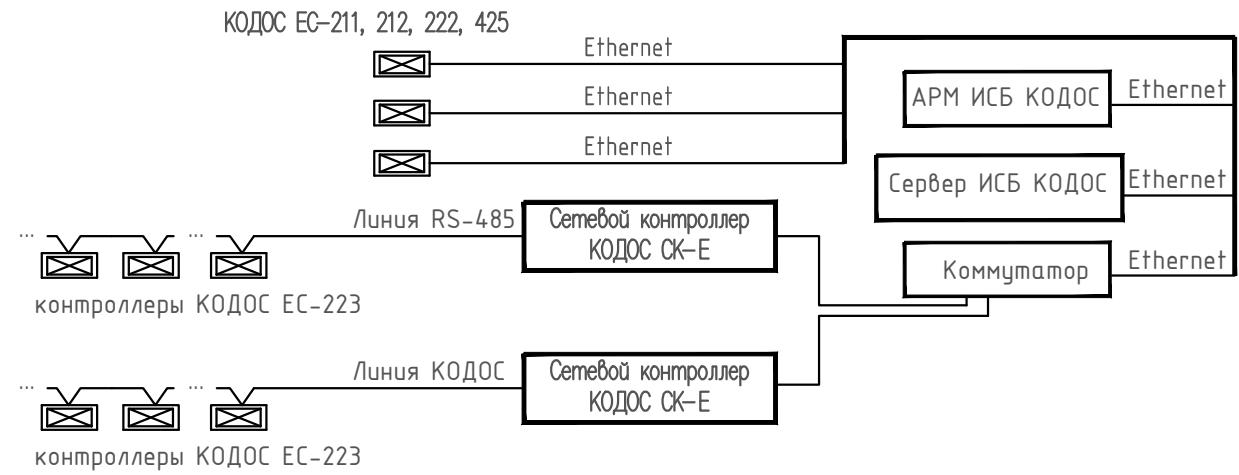 КОДОС ЕС-211, 212, 222, 425
Ethernet
Ethernet
Ethernet
АРМ ИСБ КОДОС
Ethernet
Сервер ИСБ КОДОС
Ethernet
Коммутатор
Ethernet
...
...
Линия RS-485
Сетевой контроллер
КОДОС СК-Е
контроллеры КОДОС ЕС-223
...
...
Линия КОДОС
Сетевой контроллер
КОДОС СК-Е
контроллеры КОДОС ЕС-223